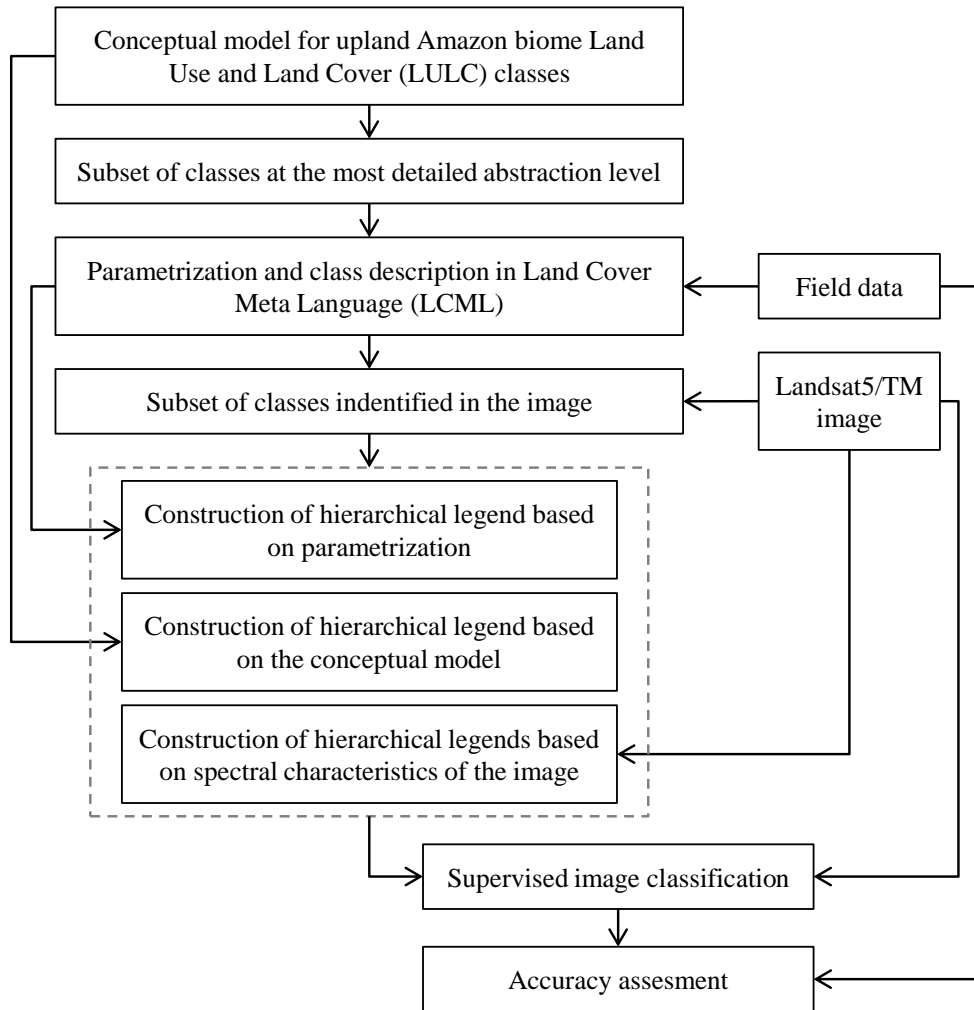 Conceptual model for upland Amazon biome Land
Use and Land Cover (LULC) classes
Subset of classes at the most detailed abstraction level
Parametrization and class description in Land Cover
Meta Language (LCML)
Field data
Subset of classes indentified in the image
Landsat5/TM
image
Construction of hierarchical legend based
on parametrization
Construction of hierarchical legend based
on the conceptual model
Construction of hierarchical legends based
on spectral characteristics of the image
Supervised image classification
Accuracy assesment